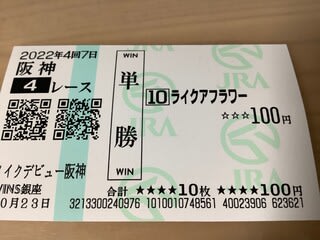 2022年4回7日
阪神
4レース
WIN
単勝
WIN
10 ライクアフラワー
☆☆☆100円
JRA
JRA
メイクデビュー阪神
WINS銀座
10月23日
合計 ★★★★10枚 ★★★★100円
3213300240976 1010010748561 40023906 623621